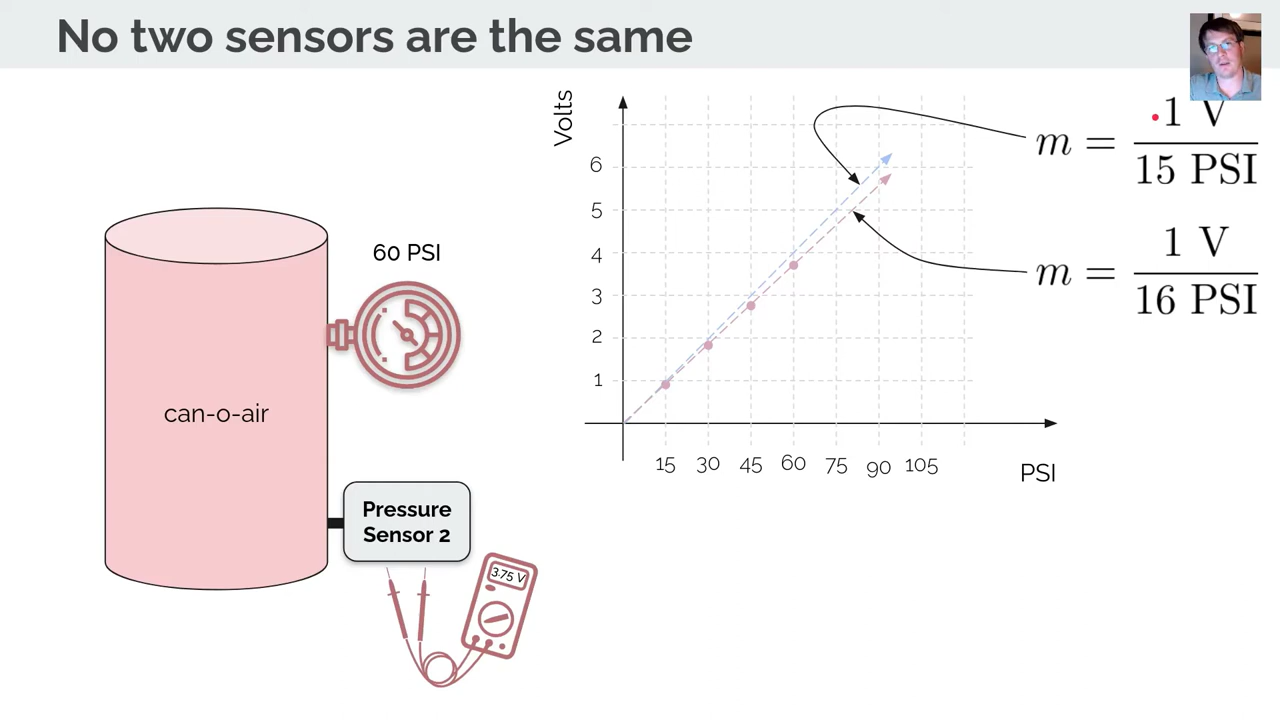 No two sensors are the same
60 PSI
can-o-air
Pressure
Sensor 2
3.75 V
Volts
6
5
4
3
2
1
15 30 45 60 75 90 105
PSI
m = 1 V / 15 PSI
m = 1 V / 16 PSI